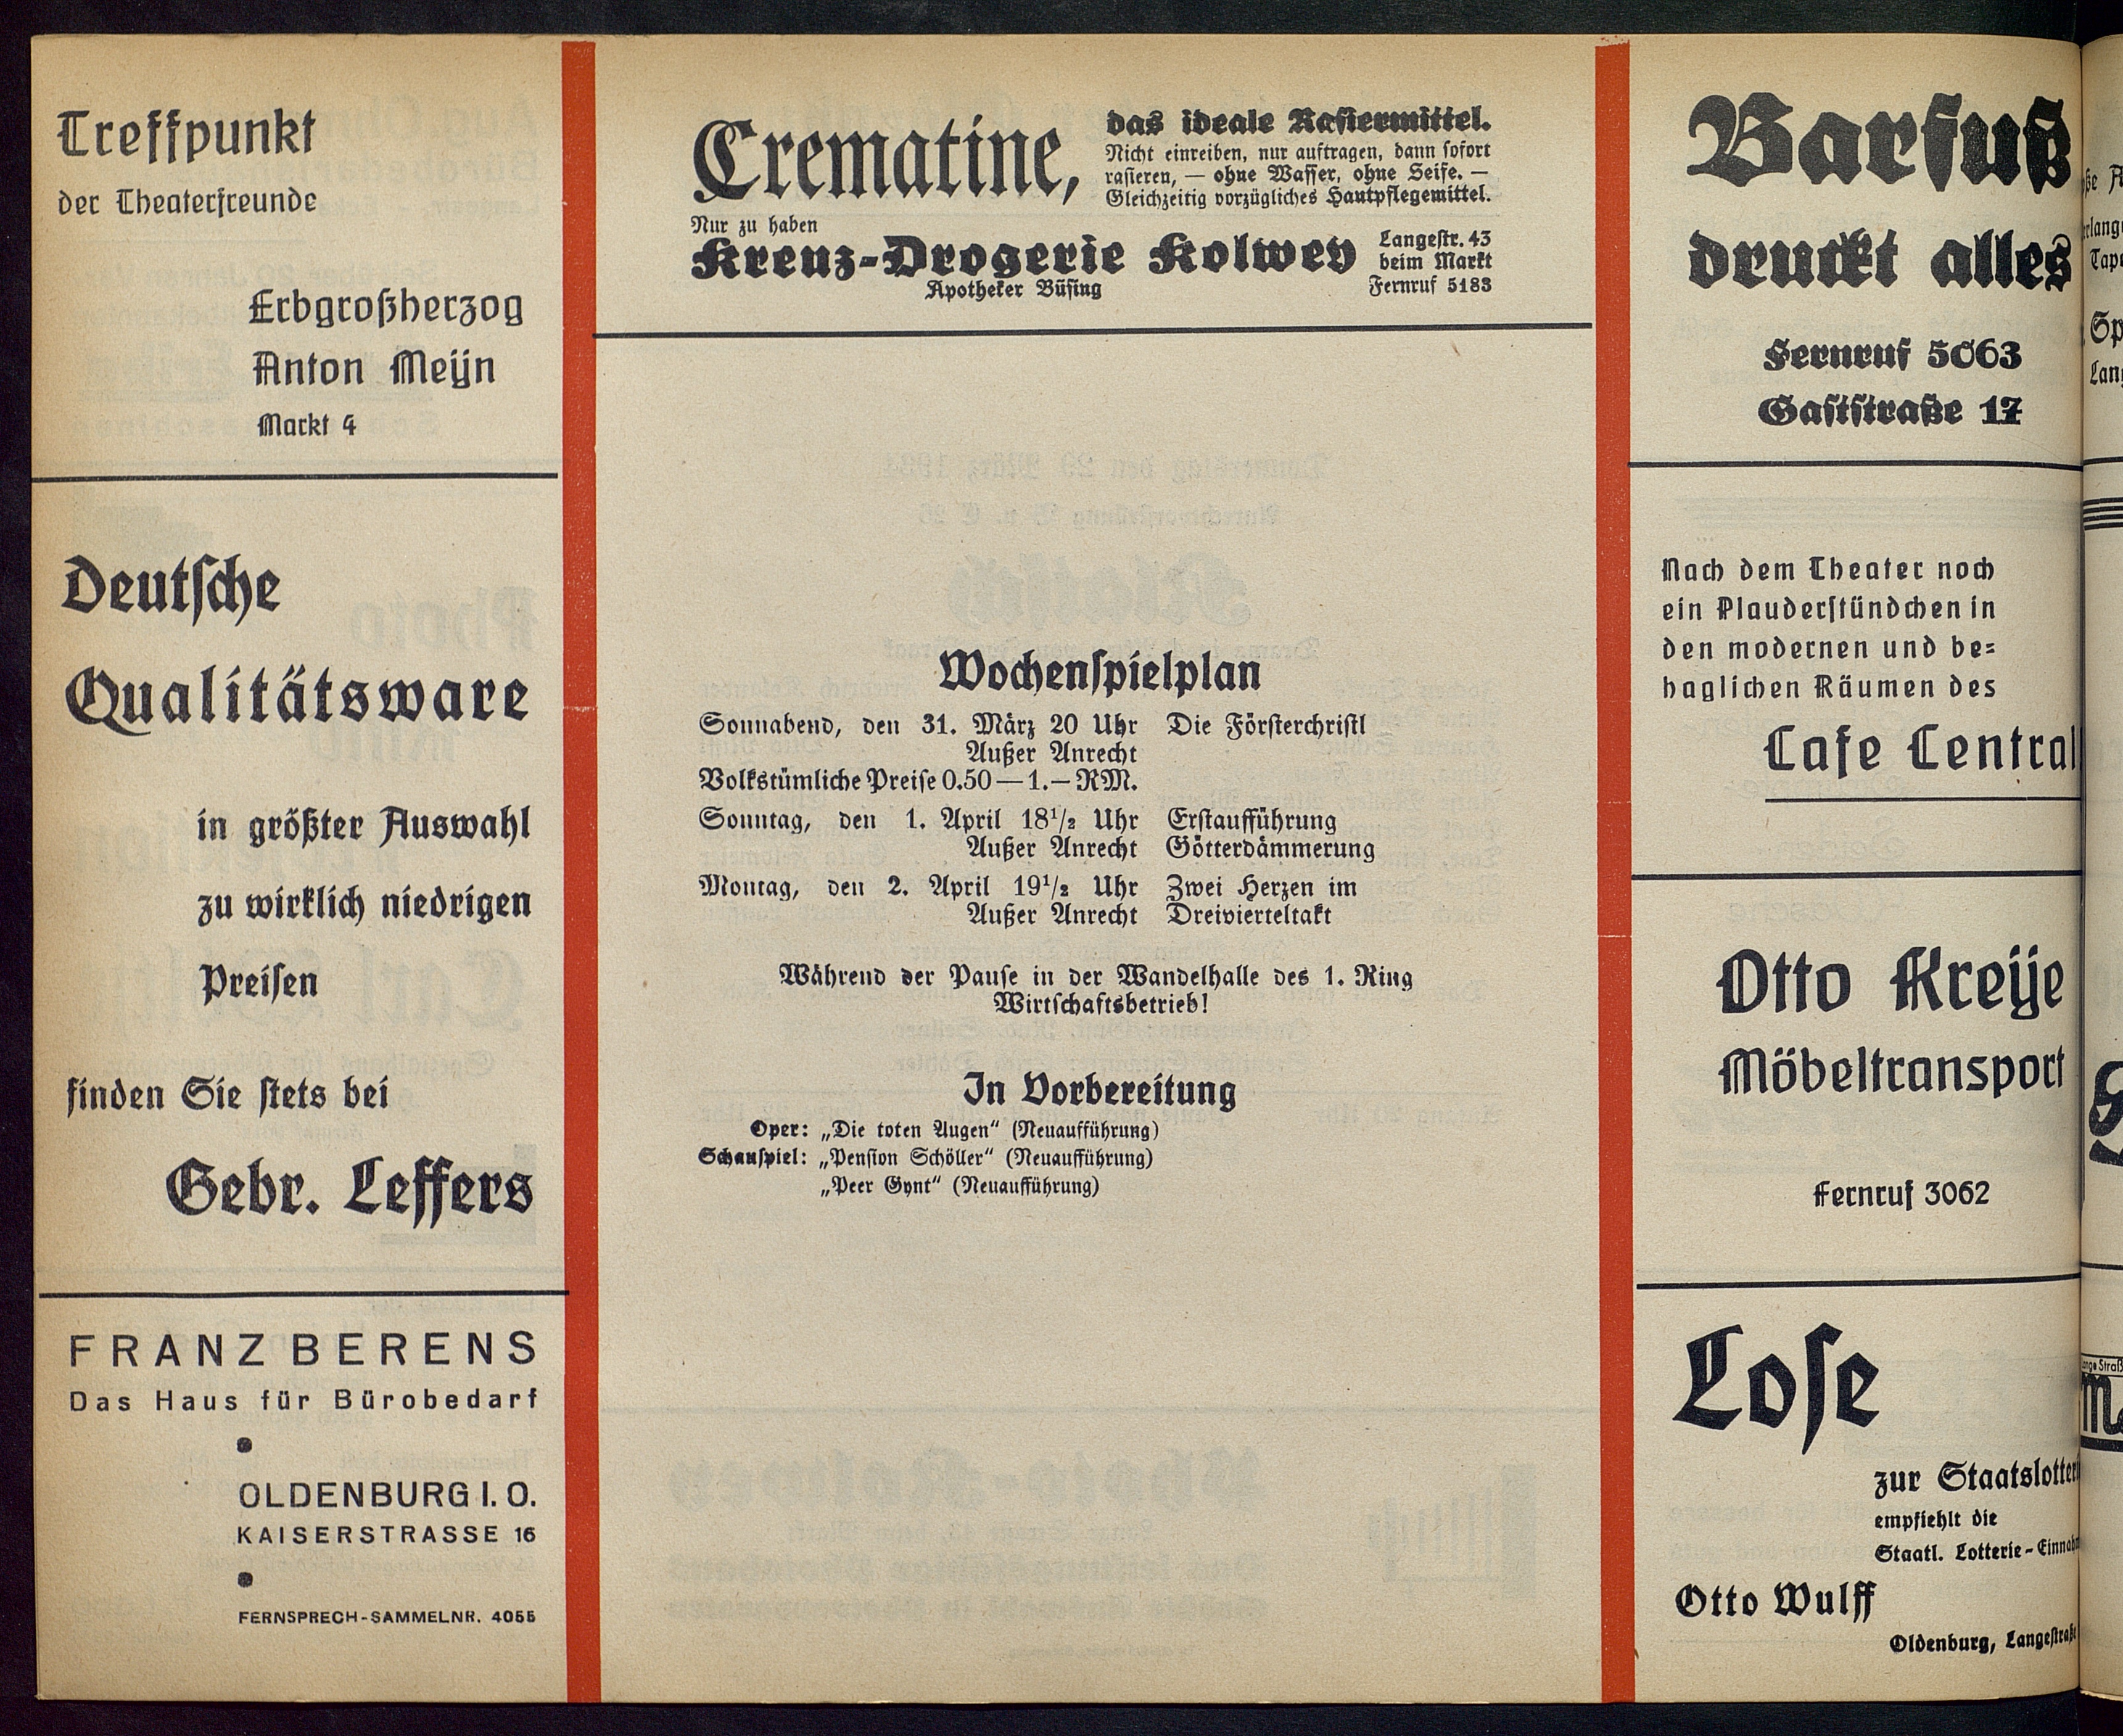 Treffpunkt
der Theaterfreunde
Erbgroßherzog
Anton Meijn
Markt 4
Deutsche
Qualitätsware
in größter Auswahl
zu wirklich niedrigen
Preisen
finden Sie stets bei
Gebr. Leffers
FRANZ BERENS
Das Haus für Bürobedarf
OLDENBURG I. O.
KAISERSTRASSE 16
FERNSPRECH-SAMMELNR. 4055
Crematine,
das ideale Rasiermittel.
Nicht einreiben, nur auftragen, dann sofort
rasieren, — ohne Wasser, ohne Seife. —
Gleichzeitig vorzügliches Hautpflegemittel.
Nur zu haben
Kreuz-Drogerie Kolwey
Apotheker Büsing
Langestr. 43
beim Markt
Fernruf 5183
Wochenspielplan
Sonnabend, den 31. März 20 Uhr Die Försterchristl
Außer Anrecht
Volkstümliche Preise 0.50 — 1.— RM.
Sonntag, den 1. April 18½ Uhr Erstaufführung
Außer Anrecht Götterdämmerung
Montag, den 2. April 19½ Uhr Zwei Herzen im
Außer Anrecht Dreivierteltakt
Während der Pause in der Wandelhalle des 1. Ring
Wirtschaftsbetrieb!
In Vorbereitung
Oper: „Die toten Augen“ (Neuaufführung)
Schauspiel: „Pension Schöller“ (Neuaufführung)
„Peer Gynt“ (Neuaufführung)
Barfuß
druckt alles
Fernruf 5063
Gaststraße 17
Nach dem Theater noch
ein Plauderstündchen in
den modernen und be=
haglichen Räumen des
Cafe Central
Otto Kreije
Möbeltransport
Fernruf 3062
Lose
zur
empfiehlt die
Staatl.
Otto Wulff
Oldenburg,